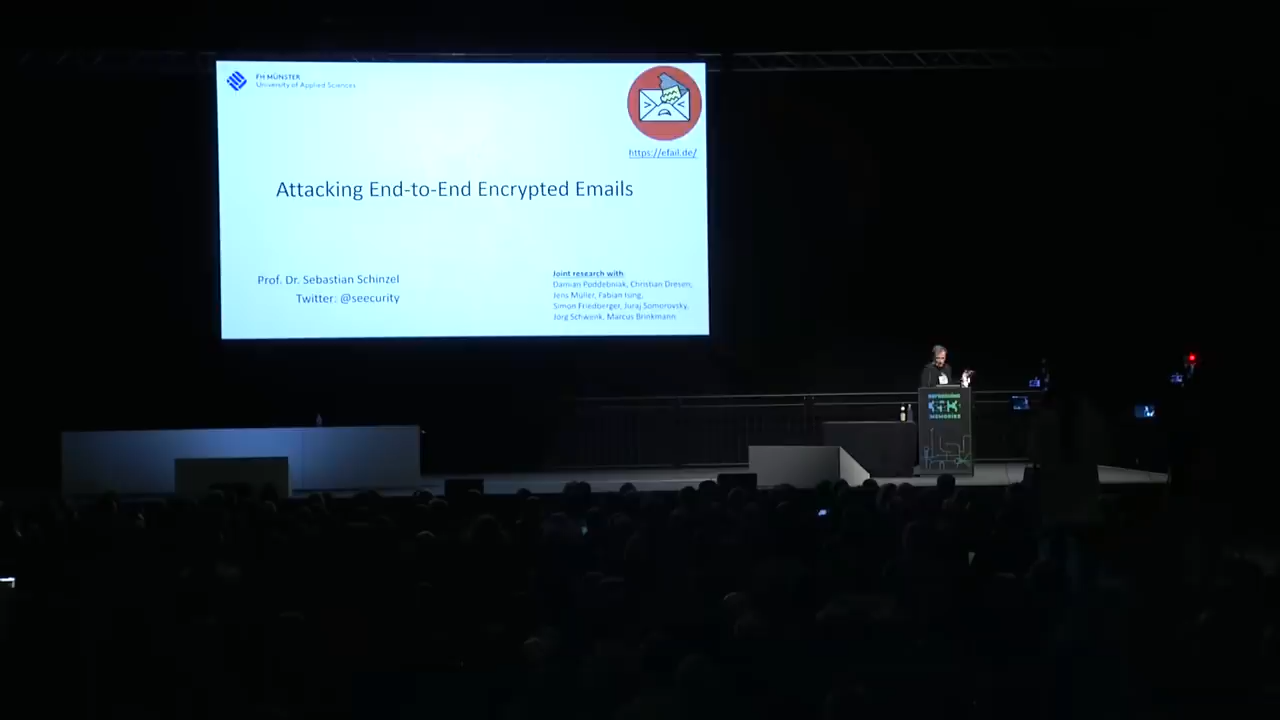 FH MÜNSTER
University of Applied Sciences
https://efail.de/
Attacking End-to-End Encrypted Emails
Prof. Dr. Sebastian Schinzel
Twitter: @seecurity
Joint research with:
Damian Poddebniak, Christian Dresen,
Jens Müller, Fabian Ising,
Simon Friedberger, Juraj Somorovsky,
Jörg Schwenk, Marcus Brinkmann
REFRESHING
MEMORIES